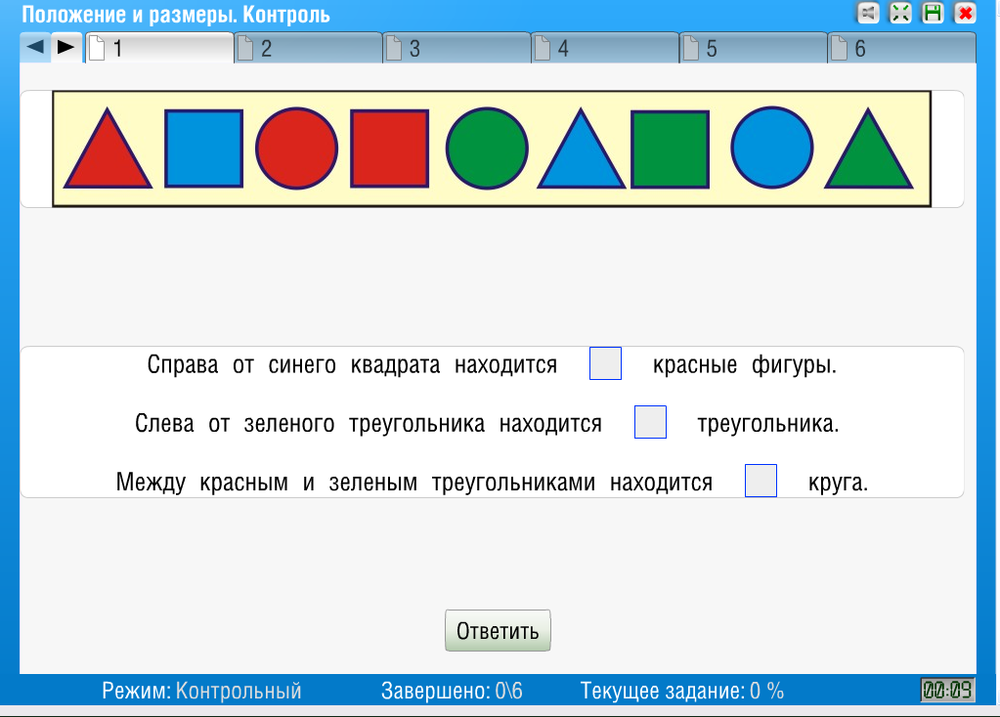 Положение и размеры. Контроль
1 2 3 4 5 6
Справа от синего квадрата находится красные фигуры.
Слева от зеленого треугольника находится треугольника.
Между красным и зеленым треугольниками находится круга.
Ответить
Режим: Контрольный Завершено: 0\6 Текущее задание: 0 % 00:09